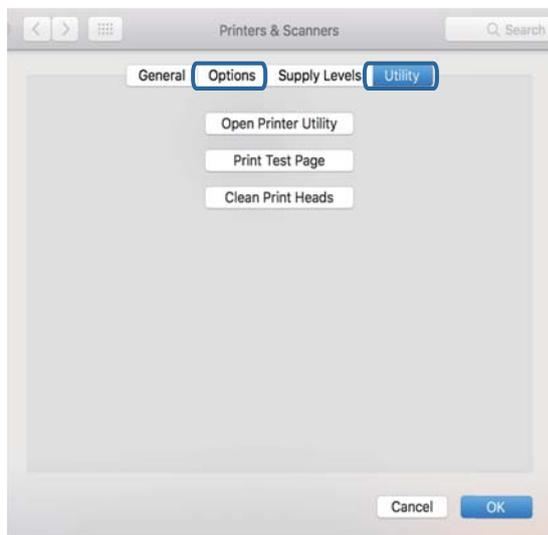 Printers & Scanners
Search
General Options Supply Levels Utility
Open Printer Utility
Print Test Page
Clean Print Heads
Cancel OK